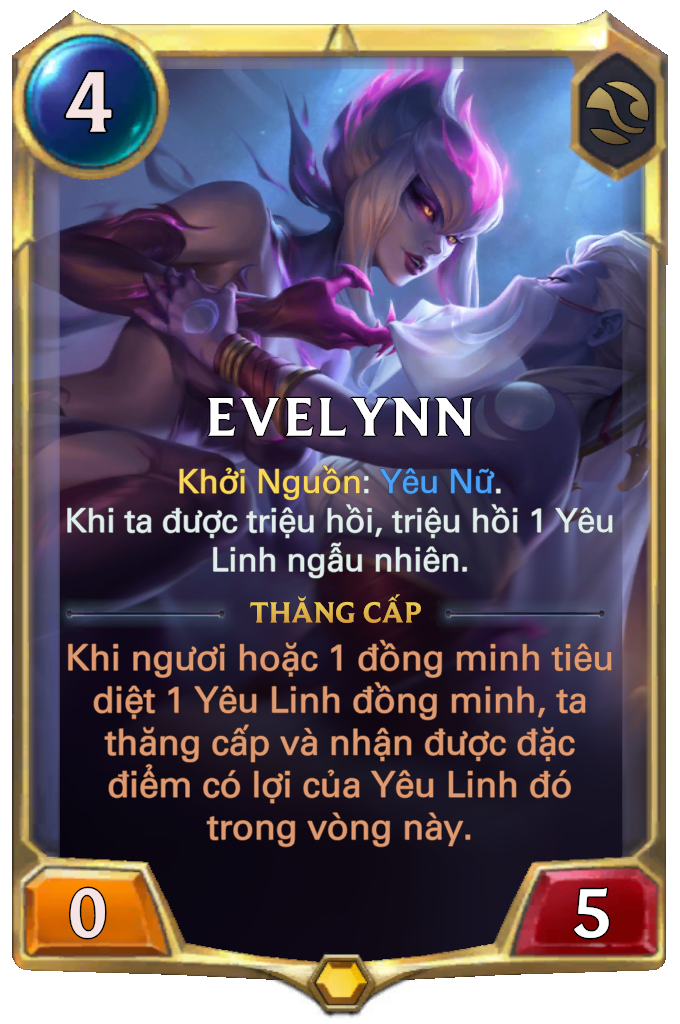 4
EVELYNN
Khởi Nguồn: Yêu Nữ.
Khi ta được triệu hồi, triệu hồi 1 Yêu
Linh ngẫu nhiên.
THĂNG CẤP
Khi ngươi hoặc 1 đồng minh tiêu
diệt 1 Yêu Linh đồng minh, ta
thăng cấp và nhận được đặc
điểm có lợi của Yêu Linh đó
trong vòng này.
0
5